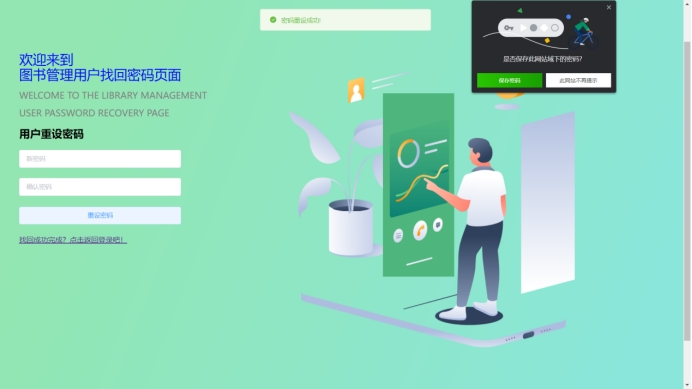 密码重设成功!
是否保存此网站域下的密码?
保存密码
此网站不再提示
欢迎来到
图书管理用户找回密码页面
WELCOME TO THE LIBRARY MANAGEMENT
USER PASSWORD RECOVERY PAGE
用户重设密码
新密码
确认密码
重设密码
找回成功完成? 点击返回登录吧!